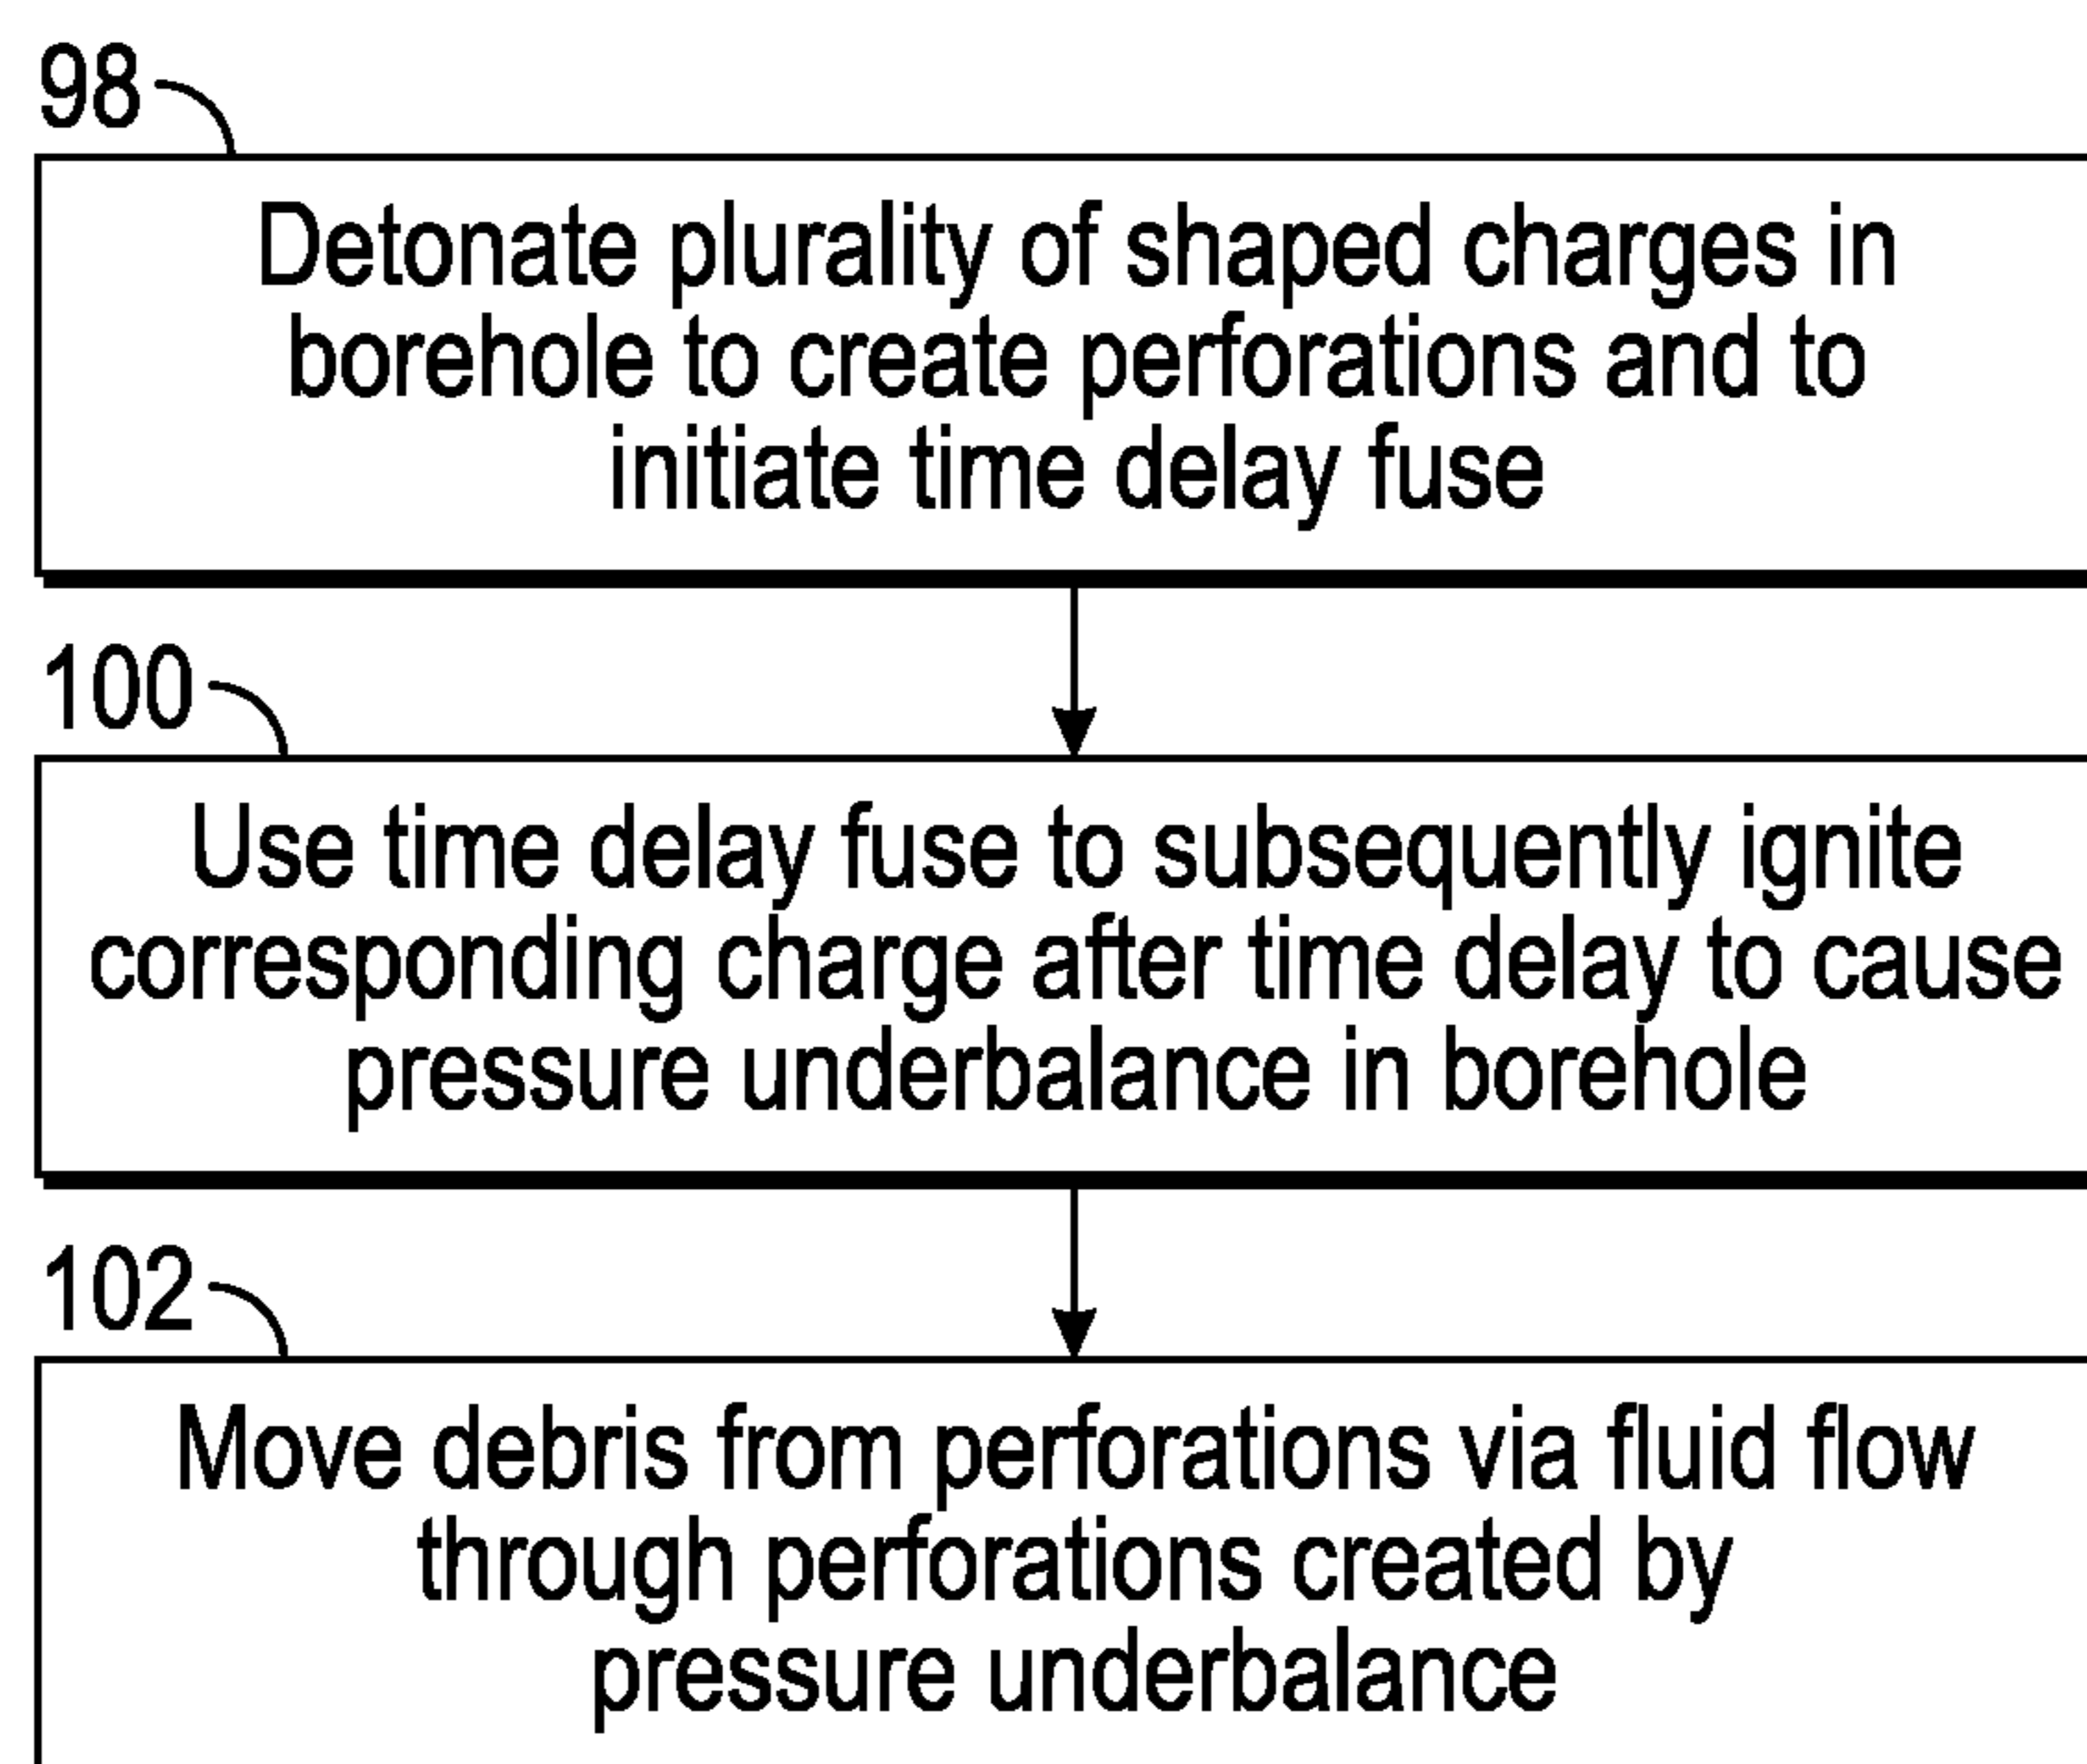 98
Detonate plurality of shaped charges in
borehole to create perforations and to
initiate time delay fuse
100
Use time delay fuse to subsequently ignite
corresponding charge after time delay to cause
pressure underbalance in borehole
102
Move debris from perforations via fluid flow
through perforations created by
pressure underbalance